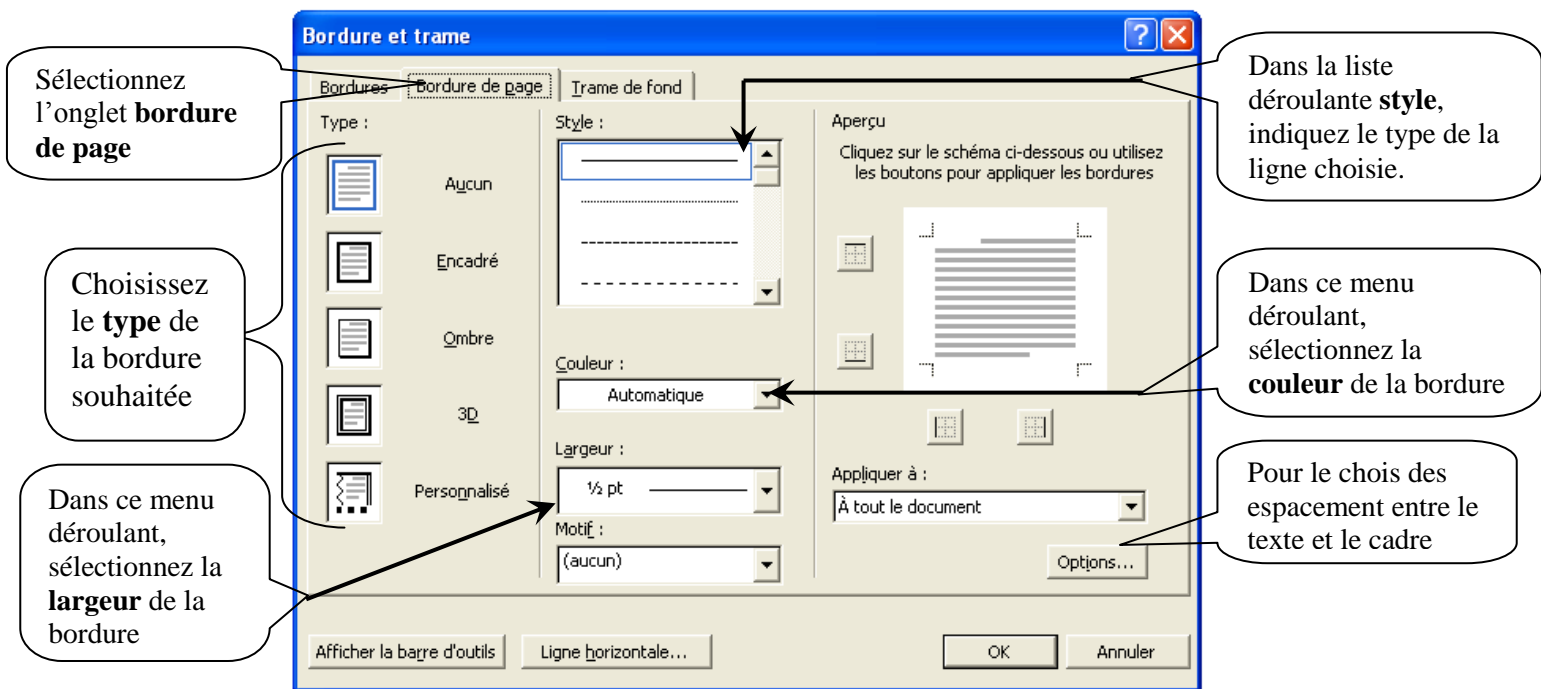 Bordure et trame
Sélectionnez
l’onglet bordure
de page
Choisissez
le type de
la bordure
souhaitée
Dans ce menu
déroulant,
sélectionnez la
largeur de la
bordure
Bordures
Bordure de page
Trame de fond
Type :
Aucun
Encadré
Ombre
3D
Personnalisé
Style :
Couleur :
Automatique
Largeur :
½ pt
Motif :
(aucun)
Aperçu
Cliquez sur le schéma ci-dessous ou utilisez
les boutons pour appliquer les bordures
Appliquer à :
À tout le document
Options...
Afficher la barre d'outils
Ligne horizontale...
OK
Annuler
Dans la liste
déroulante style,
indiquez le type de la
ligne choisie.
Dans ce menu
déroulant,
sélectionnez la
couleur de la bordure
Pour le chois des
espacement entre le
texte et le cadre